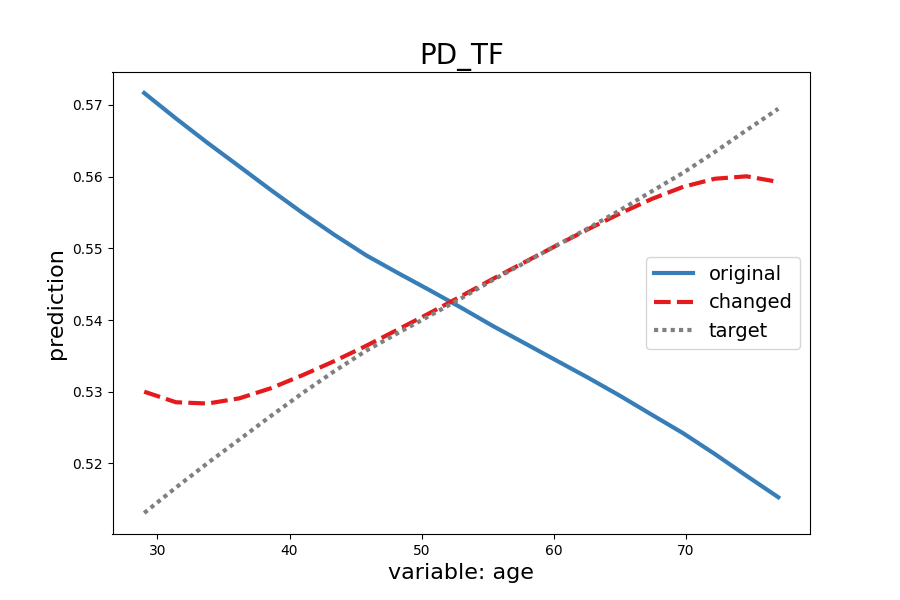 PD_TF
0.57
0.56
0.55
0.54
0.53
0.52
prediction
original
changed
target
30 40 50 60 70
variable: age